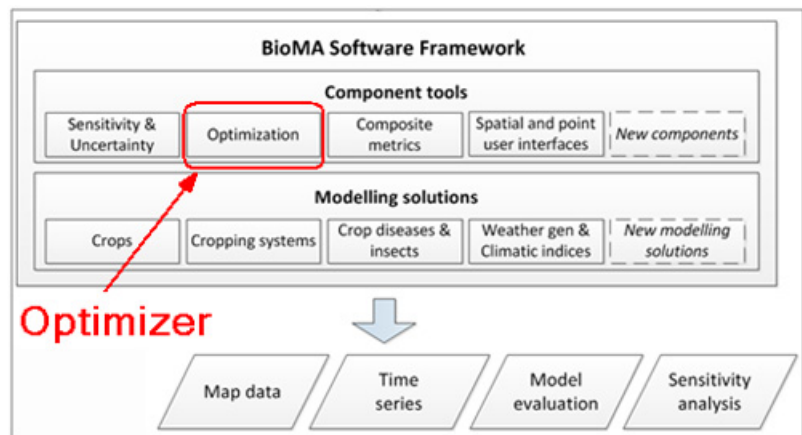 BioMA Software Framework
Component tools
Sensitivity &
Uncertainty
Optimization
Composite
metrics
Spatial and point
user interfaces
New components
Modelling solutions
Crops
Cropping systems
Crop diseases &
insects
Weather gen &
Climatic indices
New modelling
solutions
Optimizer
Map data
Time
series
Model
evaluation
Sensitivity
analysis